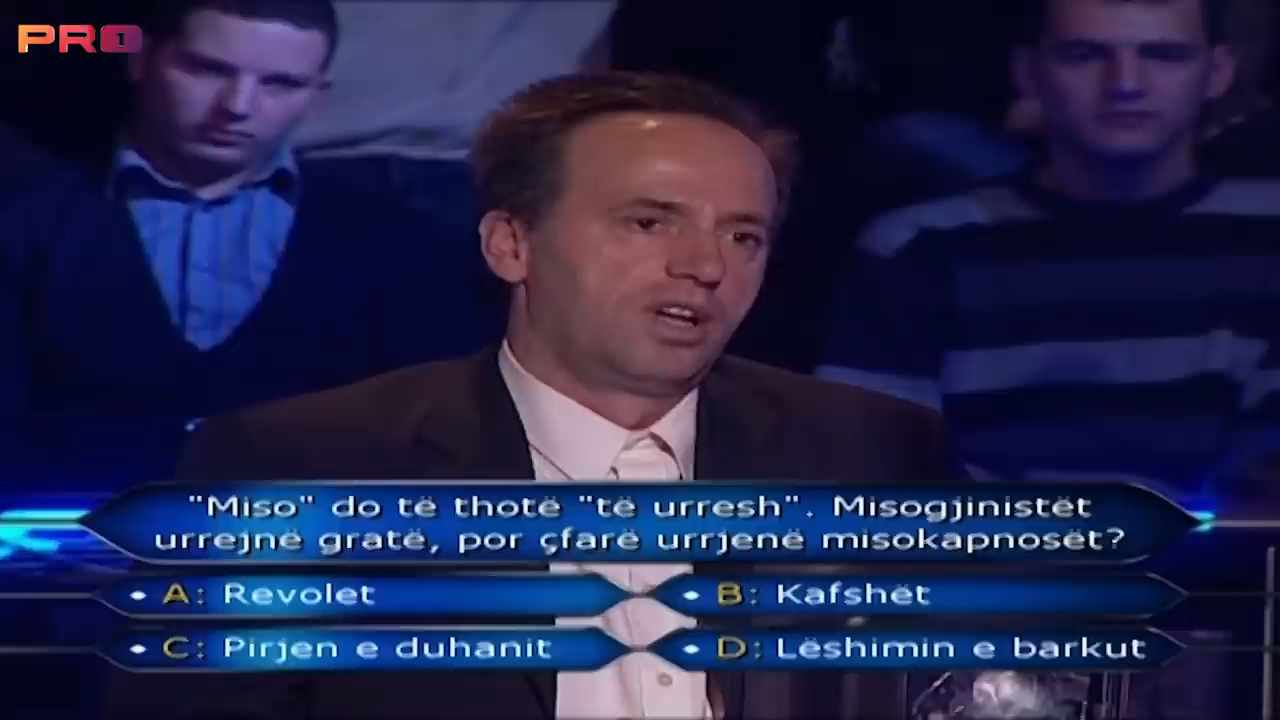 PRO1
"Miso" do të thotë "të urresh". Misogjinistët
urrejnë gratë, por çfarë urrjenë misokapnosët?
A: Revolet
B: Kafshët
C: Pirjen e duhanit
D: Lëshimin e barkut